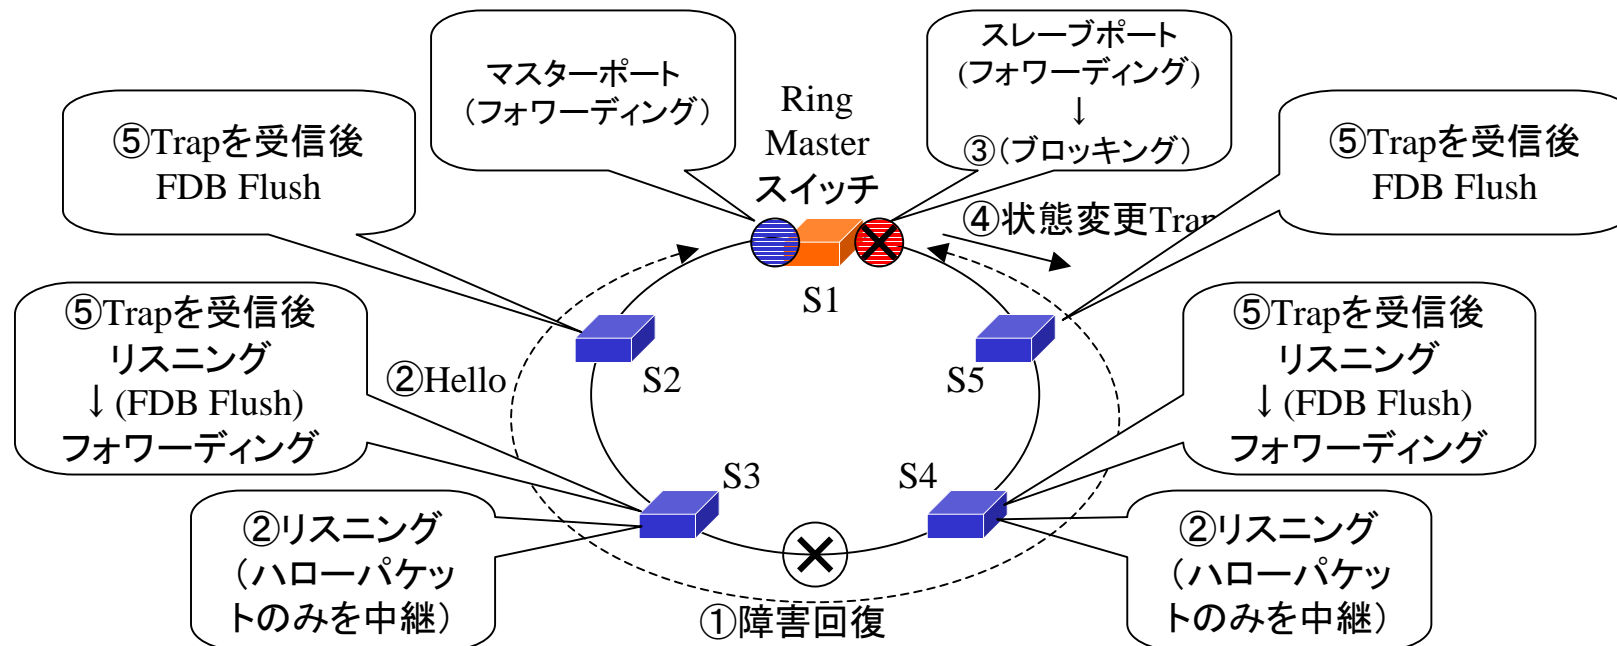 マスターポート
(フォワーディング)
スレーブポート
(フォワーディング)
↓
③(ブロッキング)
Ring
Master
スイッチ
⑤Trapを受信後
FDB Flush
⑤Trapを受信後
FDB Flush
④状態変更Trap
S1
⑤Trapを受信後
リスニング
↓(FDB Flush)
フォワーディング
②Hello
S2
S5
⑤Trapを受信後
リスニング
↓(FDB Flush)
フォワーディング
S3
S4
②リスニング
(ハローパケッ
トのみを中継)
②リスニング
(ハローパケッ
トのみを中継)
①障害回復